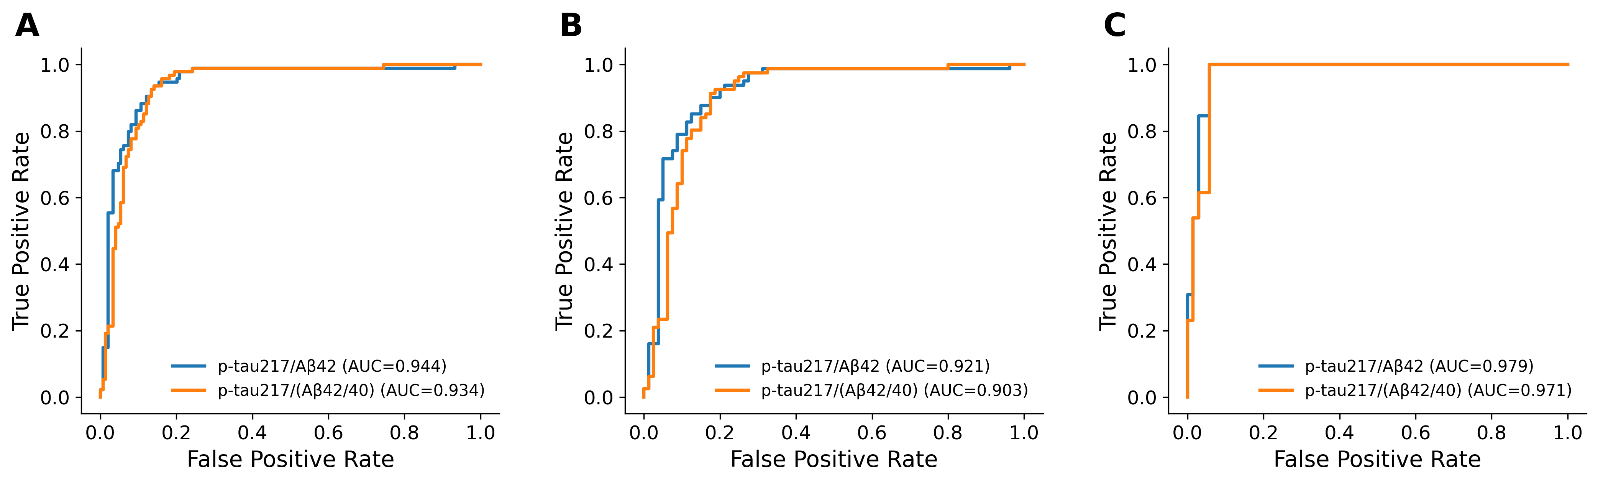 A
True Positive Rate
1.0
0.8
0.6
0.4
0.2
0.0
p-tau217/Aβ42 (AUC=0.944)
p-tau217/(Aβ42/40) (AUC=0.934)
0.0 0.2 0.4 0.6 0.8 1.0
False Positive Rate
B
True Positive Rate
1.0
0.8
0.6
0.4
0.2
0.0
p-tau217/Aβ42 (AUC=0.921)
p-tau217/(Aβ42/40) (AUC=0.903)
0.0 0.2 0.4 0.6 0.8 1.0
False Positive Rate
C
True Positive Rate
1.0
0.8
0.6
0.4
0.2
0.0
p-tau217/Aβ42 (AUC=0.979)
p-tau217/(Aβ42/40) (AUC=0.971)
0.0 0.2 0.4 0.6 0.8 1.0
False Positive Rate